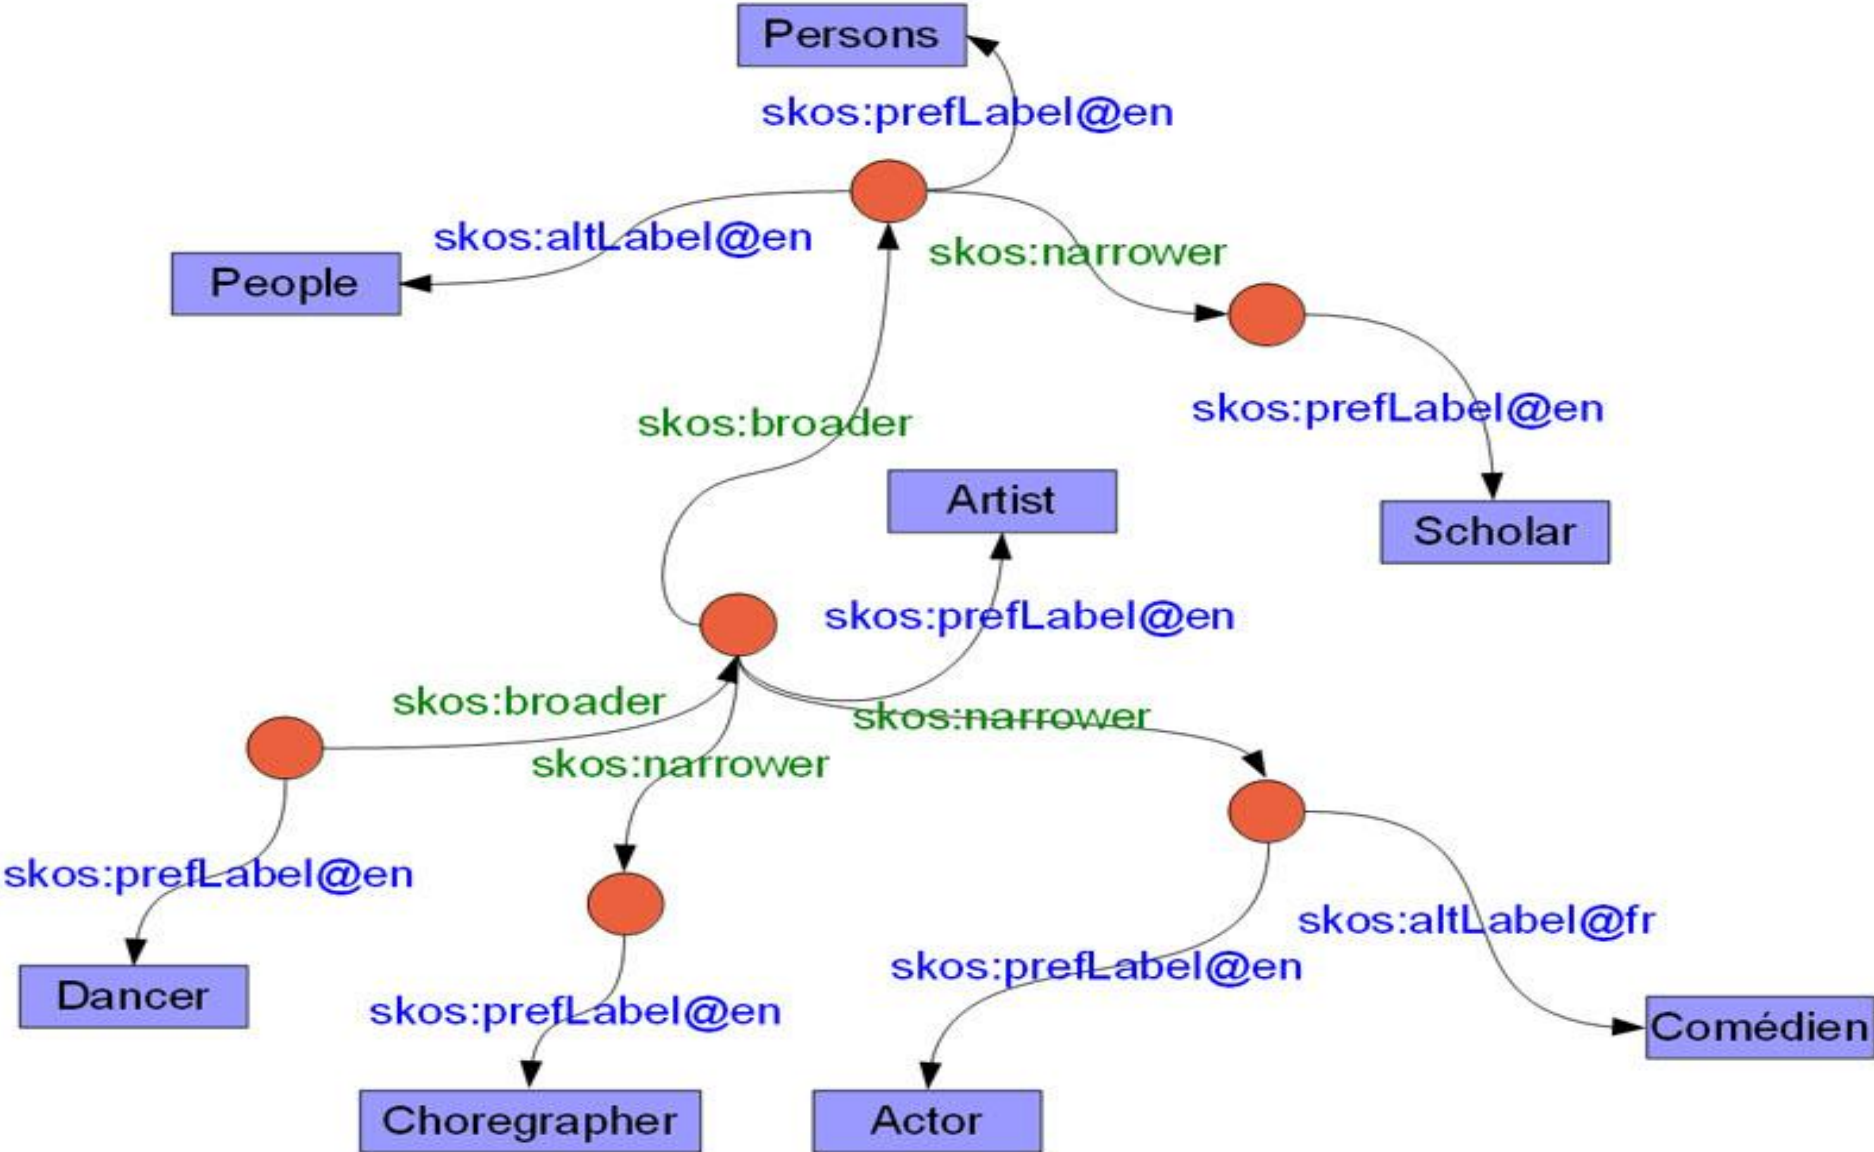 Persons
skos:prefLabel@en
skos:altLabel@en
skos:narrower
People
skos:broader
skos:prefLabel@en
Artist
Scholar
skos:prefLabel@en
skos:broader
skos:narrower
skos:narrower
skos:prefLabel@en
skos:altLabel@fr
skos:prefLabel@en
Dancer
skos:prefLabel@en
Comédien
Choregrapher
Actor